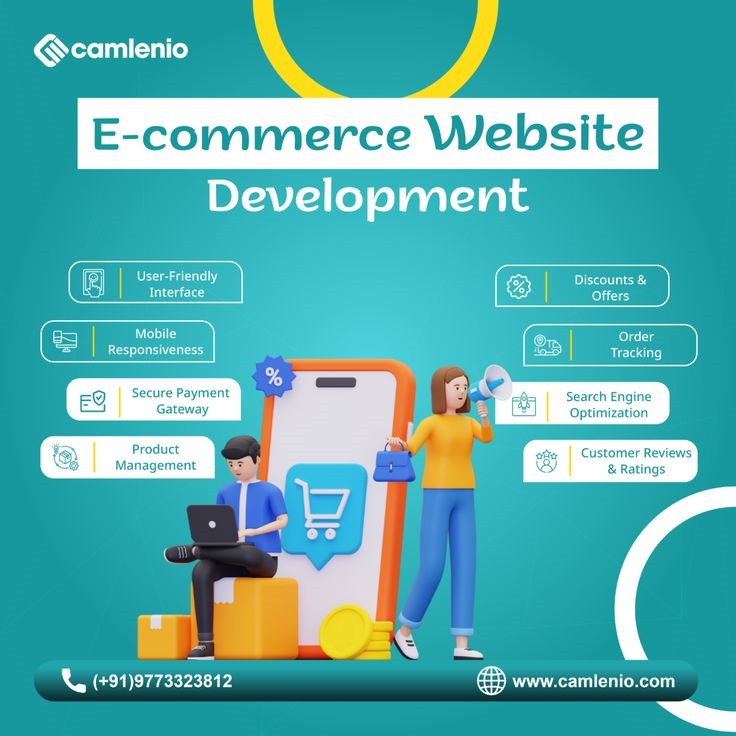 camlenio
E-commerce Website
Development
User-Friendly
Interface
Mobile
Responsiveness
Secure Payment
Gateway
Product
Management
Discounts &
Offers
Order
Tracking
Search Engine
Optimization
Customer Reviews
& Ratings
%
(+91)9773323812
www.camlenio.com